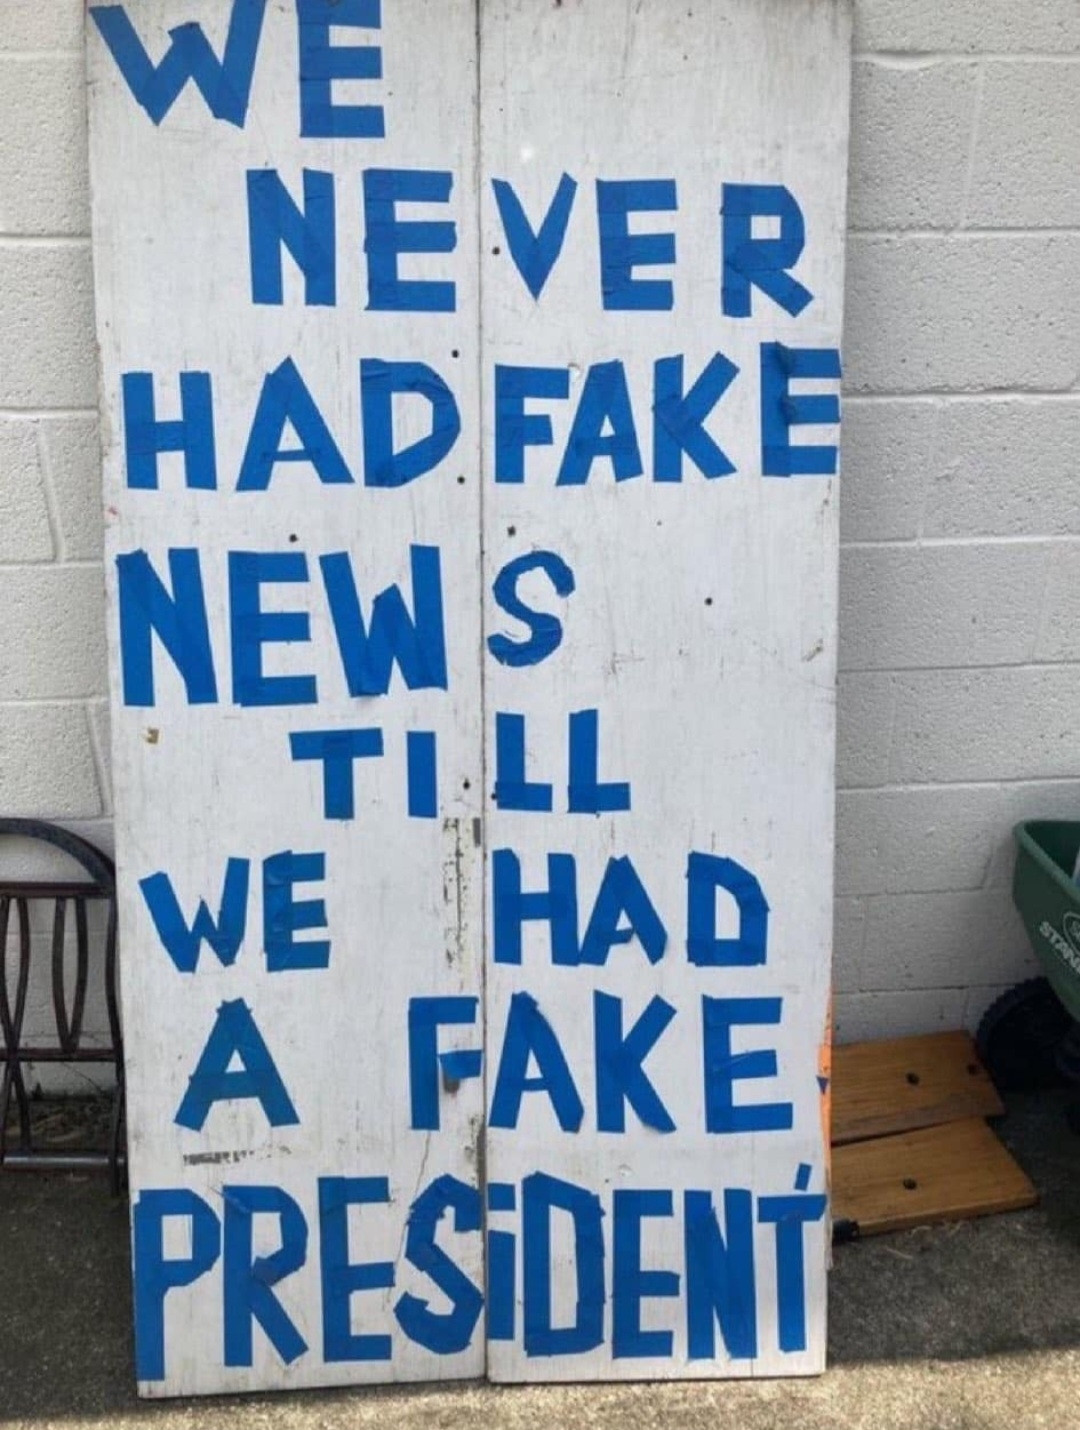 WE
NEVER
HAD FAKE
NEWS
TILL
WE HAD
A FAKE
PRESiDENT